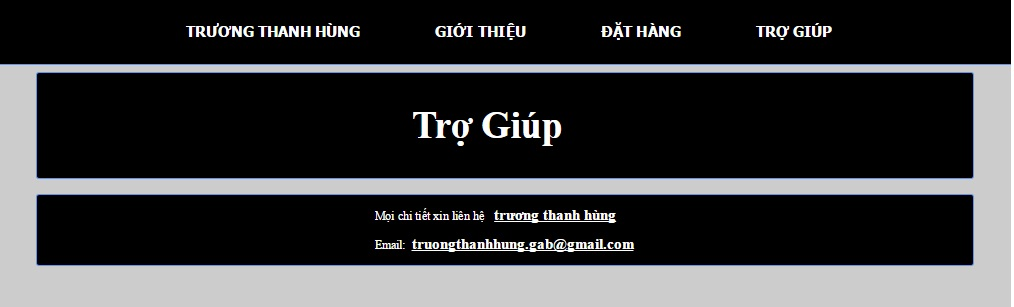 TRƯƠNG THANH HÙNG GIỚI THIỆU ĐẶT HÀNG TRỢ GIÚP
Trợ Giúp
Mọi chi tiết xin liên hệ trương thanh hùng
Email: truongthanhhung.gab@gmail.com